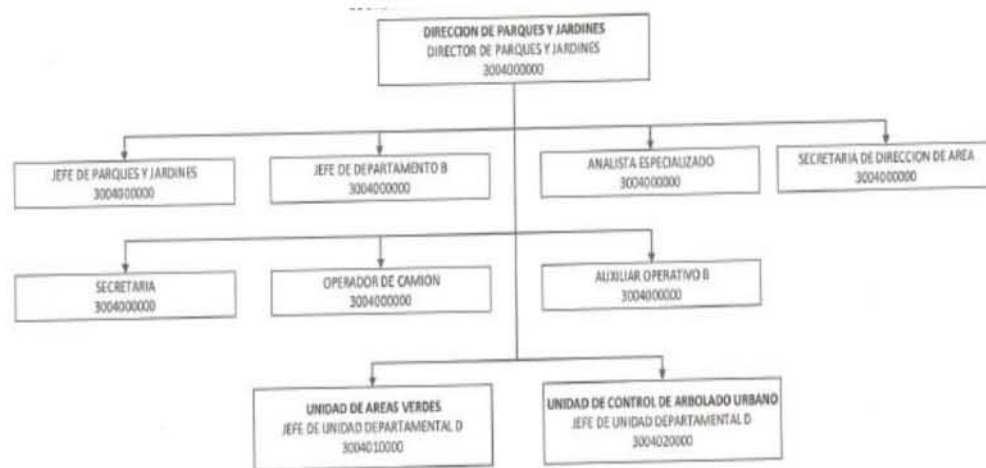 DIRECCION DE PARQUES Y JARDINES
DIRECTOR DE PARQUES Y JARDINES
3004000000
JEFE DE PARQUES Y JARDINES
3004000000
JEFE DE DEPARTAMENTO B
3004000000
ANALISTA ESPECIALIZADO
3004000000
SECRETARIA DE DIRECCION DE AREA
3004000000
SECRETARIA
3004000000
OPERADOR DE CAMION
3004000000
AUXILIAR OPERATIVO B
3004000000
UNIDAD DE AREAS VERDES
JEFE DE UNIDAD DEPARTAMENTAL D
3004010000
UNIDAD DE CONTROL DE ARBOLADO URBANO
JEFE DE UNIDAD DEPARTAMENTAL D
3004020000